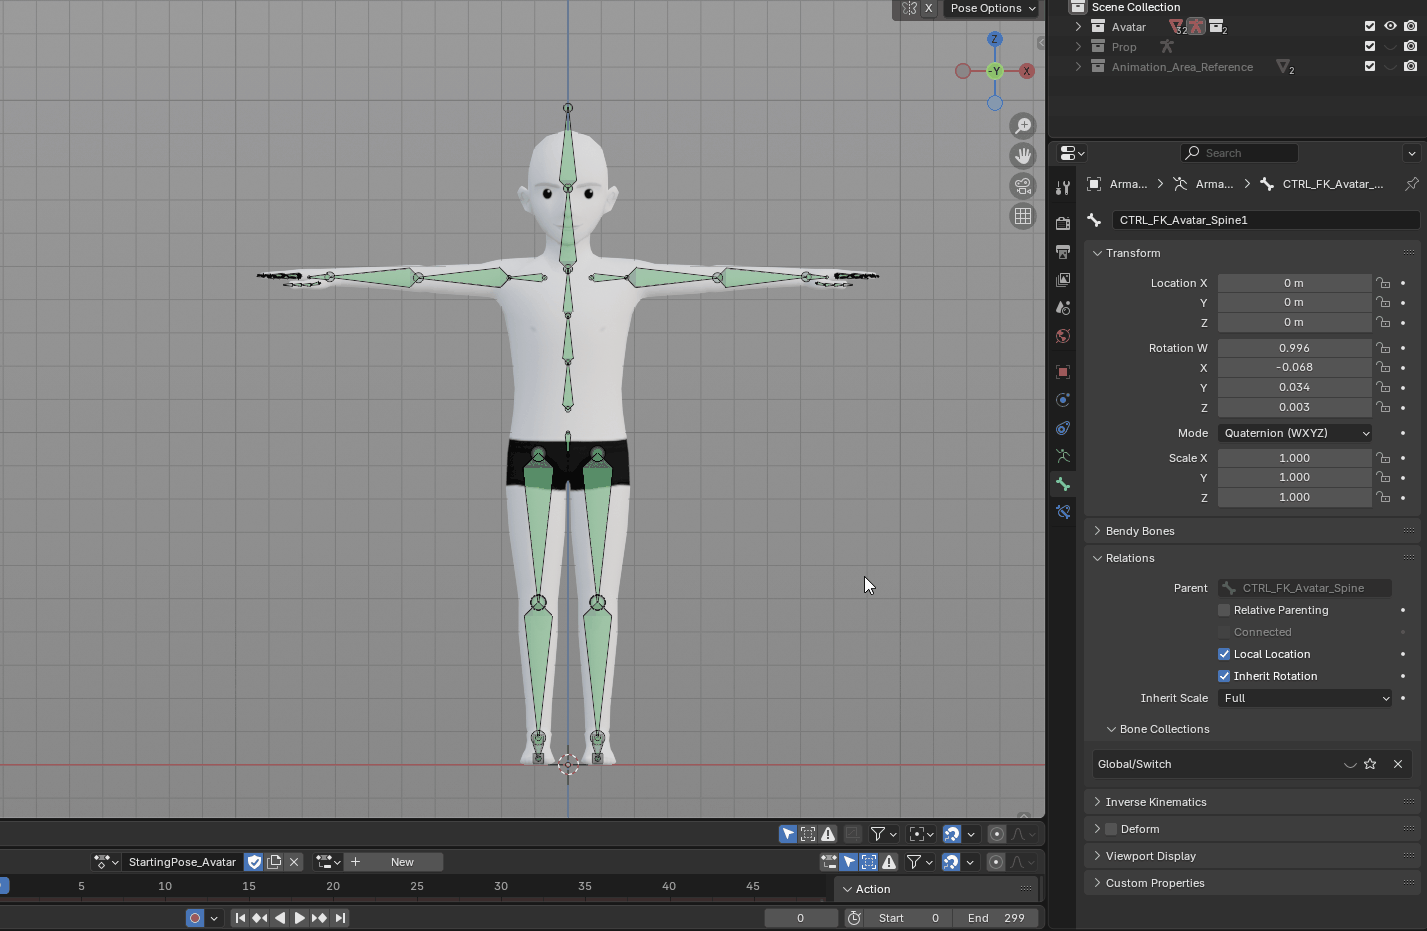 X
Pose Options
Scene Collection
Avatar
32
2
Prop
Animation_Area_Reference
2
Z
-Y
X
Search
Arma...
Arma...
CTRL_FK_Avatar_...
CTRL_FK_Avatar_Spine1
Transform
Location X
0 m
Y
0 m
Z
0 m
Rotation W
0.996
X
-0.068
Y
0.034
Z
0.003
Mode
Quaternion (WXYZ)
Scale X
1.000
Y
1.000
Z
1.000
Bendy Bones
Relations
Parent
CTRL_FK_Avatar_Spine
Relative Parenting
Connected
Local Location
Inherit Rotation
Inherit Scale
Full
Bone Collections
Global/Switch
Inverse Kinematics
Deform
Viewport Display
Custom Properties
StartingPose_Avatar
New
5 10 15 20 25 30 35 40 45
Action
0
Start 0
End 299